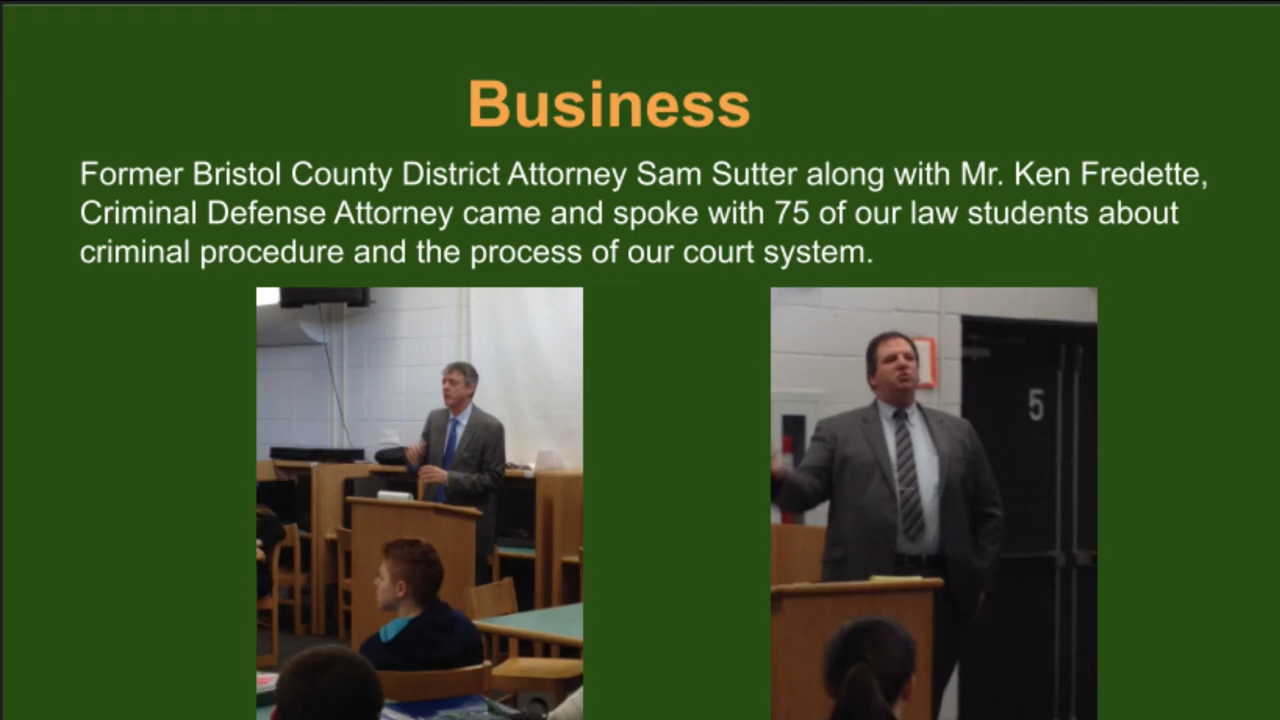 Business
Former Bristol County District Attorney Sam Sutter along with Mr. Ken Fredette,
Criminal Defense Attorney came and spoke with 75 of our law students about
criminal procedure and the process of our court system.
5